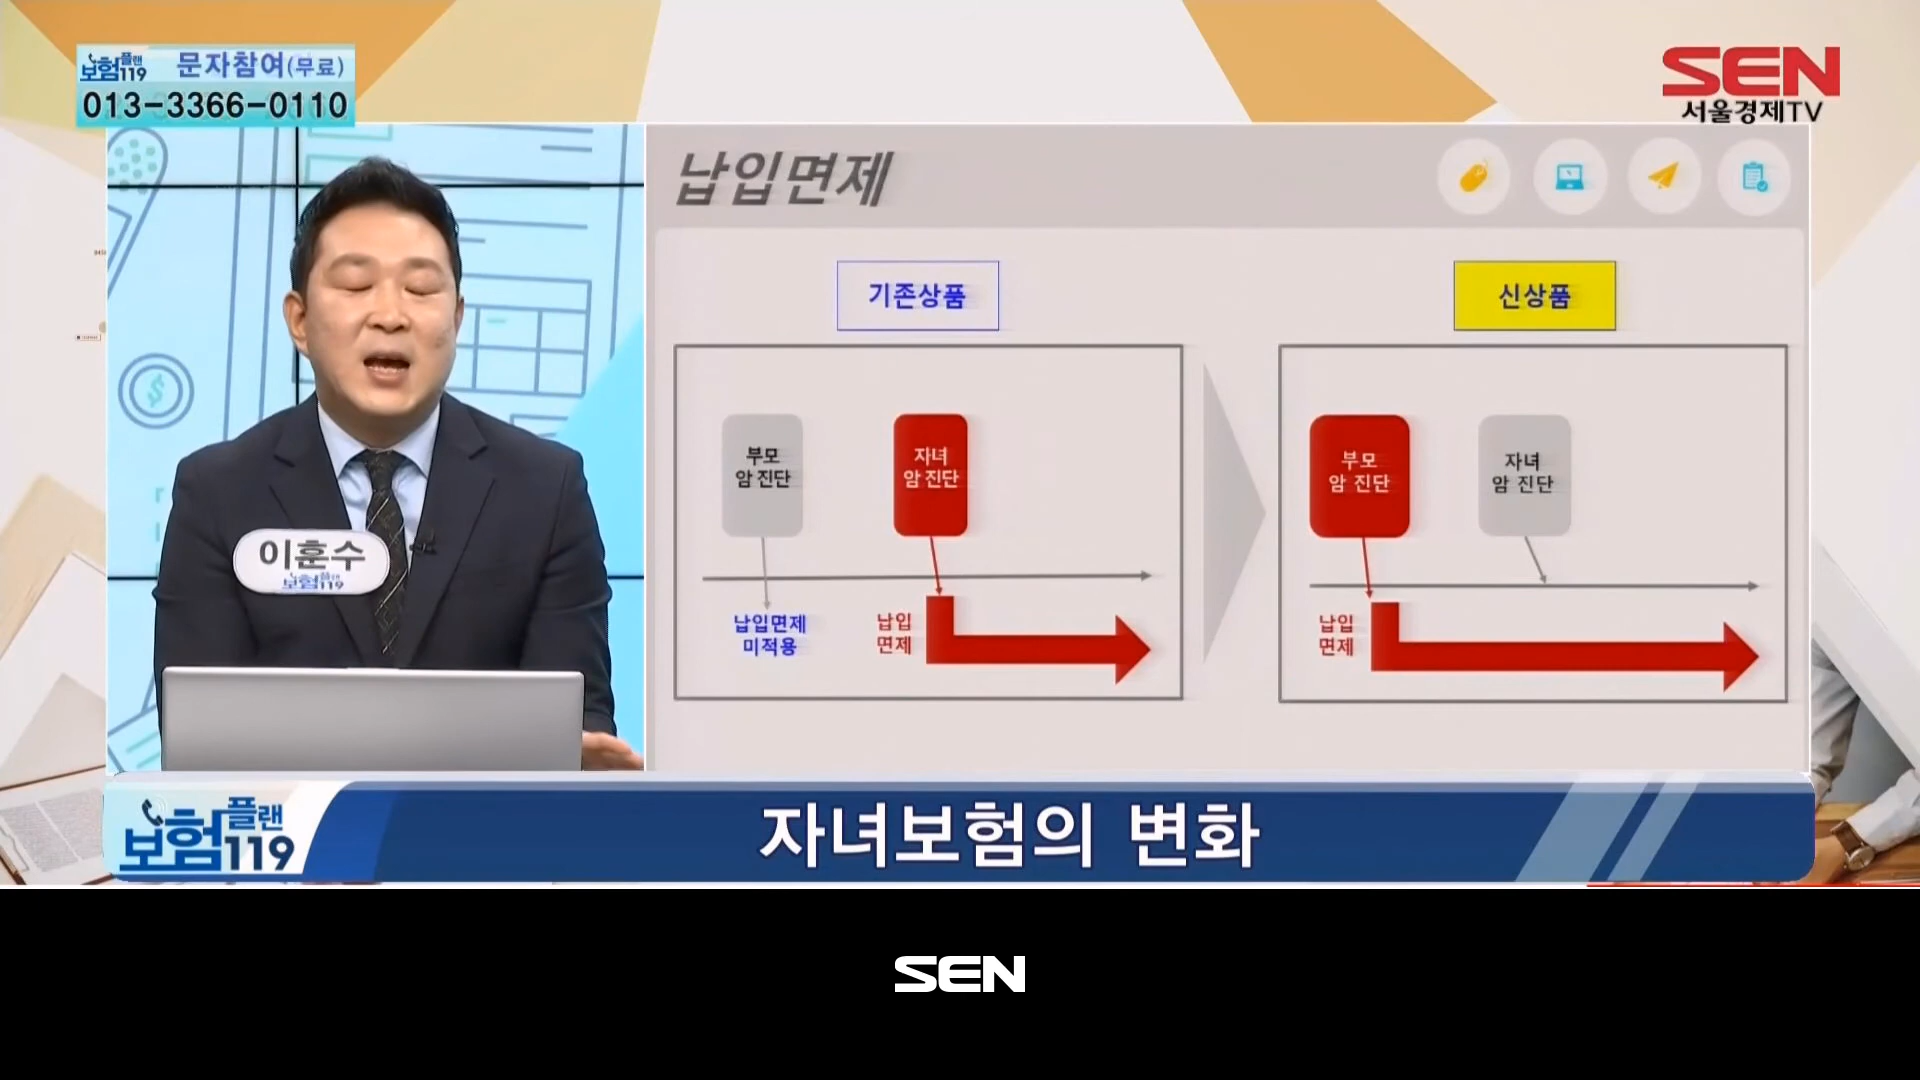 보험플랜119 문자참여(무료)
013-3366-0110
SEN
서울경제TV
납입면제
기존상품
신상품
부모
암 진단
자녀
암 진단
부모
암 진단
자녀
암 진단
납입면제
미적용
납입
면제
납입
면제
이훈수
보험플랜119
보험플랜119
자녀보험의 변화
SEN